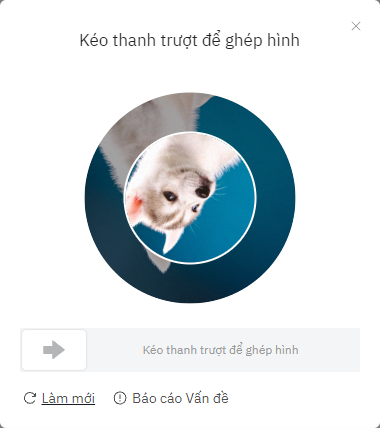 Kéo thanh trượt để ghép hình
Kéo thanh trượt để ghép hình
Làm mới
Báo cáo Vấn đề